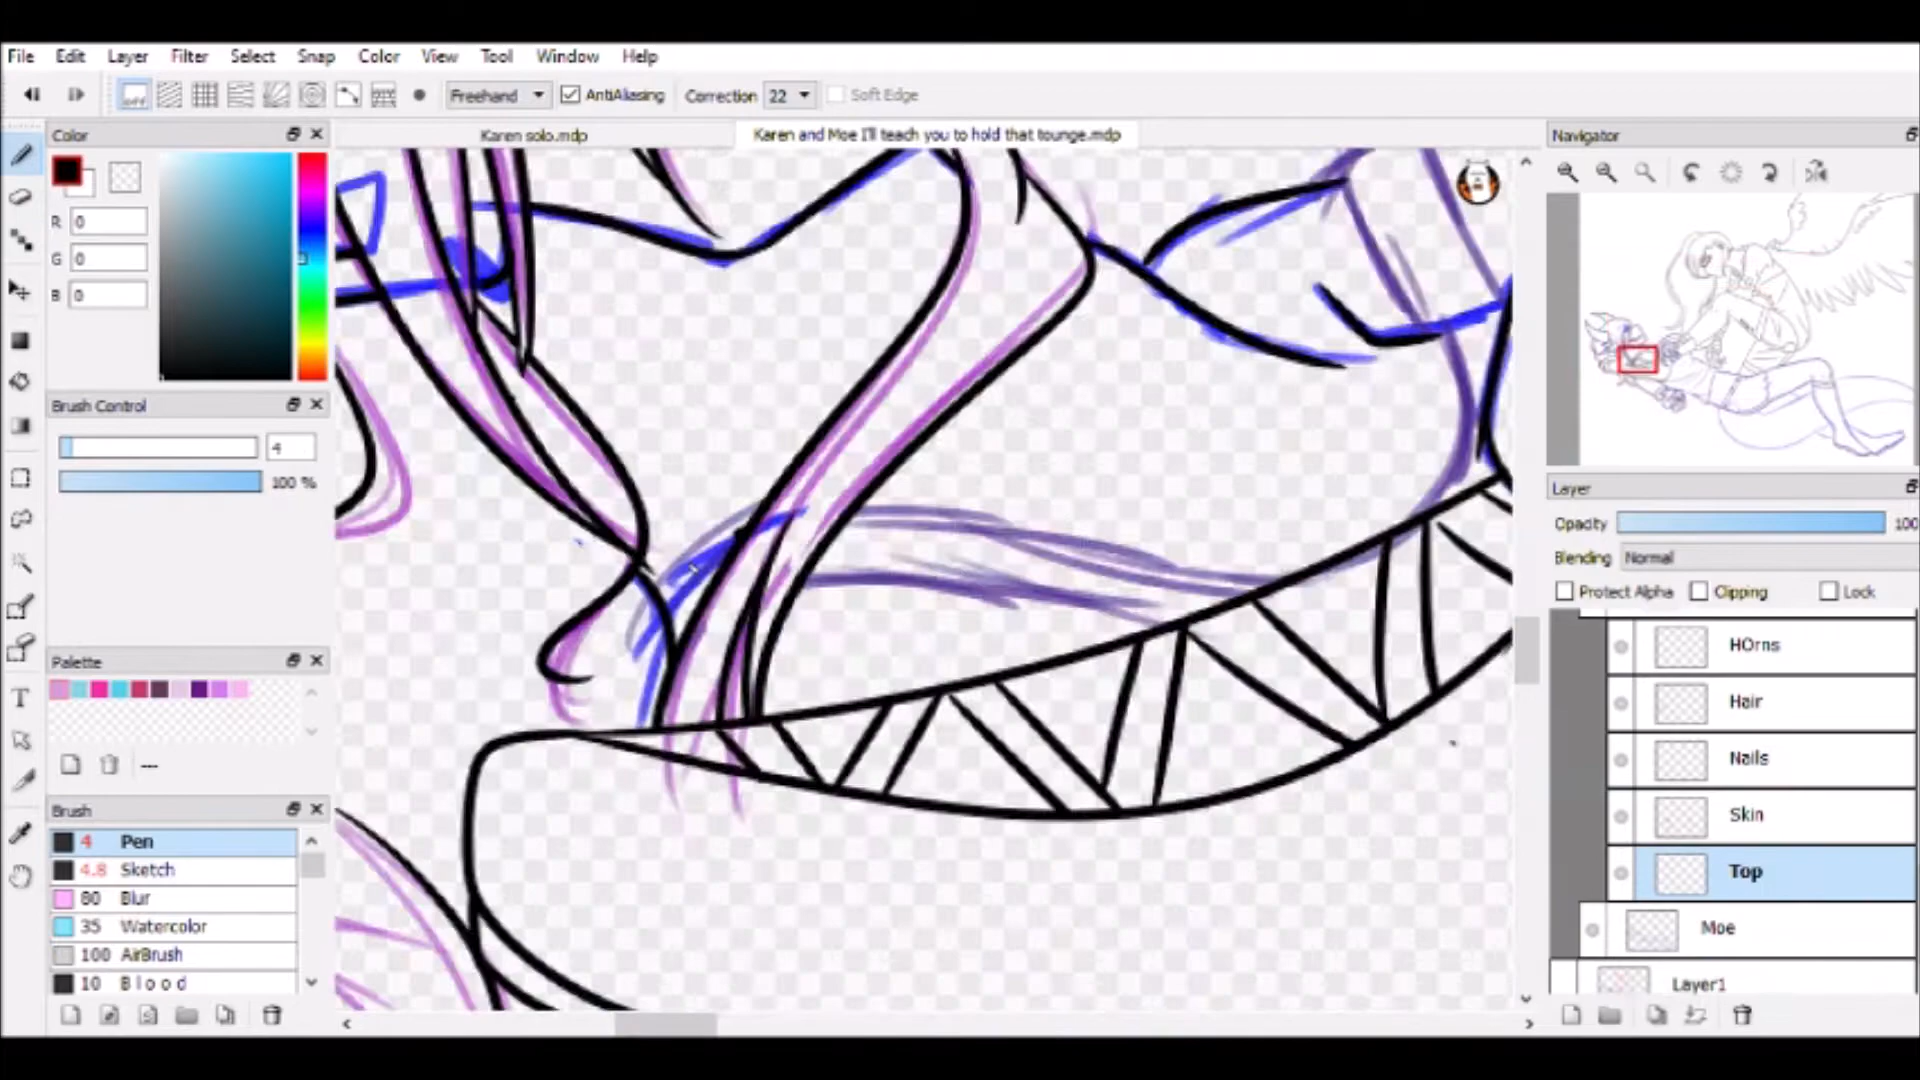 File Edit Layer Filter Select Snap Color View Tool Window Help
off Freehand AntiAliasing Correction 22 Soft Edge
Color
Karen solo.mdp
Karen and Moe I'll teach you to hold that tounge.mdp
Navigator
R 0
G 0
B 0
Brush Control
4
100 %
Layer
Opacity 100
Blending Normal
Protect Alpha Clipping Lock
Palette
---
HOrns
Hair
Nails
Skin
Top
Moe
Layer1
Brush
4 Pen
4.8 Sketch
80 Blur
35 Watercolor
100 AirBrush
10 B l o o d
T